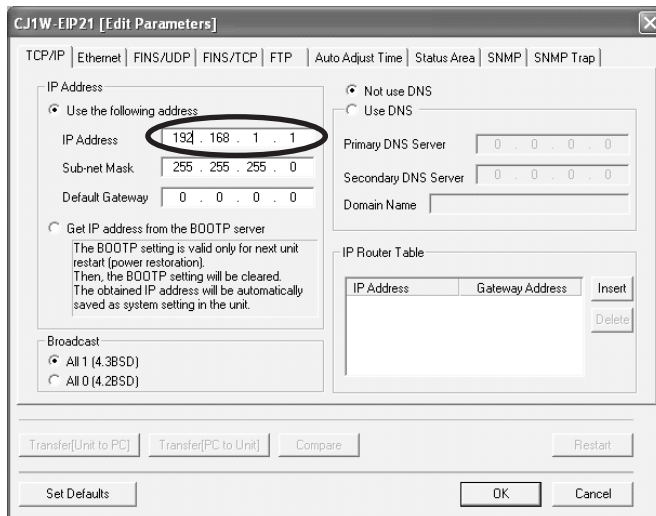 CJ1W-EIP21 [Edit Parameters]
TCP/IP Ethernet FINS/UDP FINS/TCP FTP Auto Adjust Time Status Area SNMP SNMP Trap
IP Address
Use the following address
IP Address 192 . 168 . 1 . 1
Sub-net Mask 255 . 255 . 255 . 0
Default Gateway 0 . 0 . 0 . 0
Get IP address from the BOOTP server
The BOOTP setting is valid only for next unit
restart (power restoration).
Then, the BOOTP setting will be cleared.
The obtained IP address will be automatically
saved as system setting in the unit.
Broadcast
All 1 (4.3BSD)
All 0 (4.2BSD)
Not use DNS
Use DNS
Primary DNS Server 0 . 0 . 0 . 0
Secondary DNS Server 0 . 0 . 0 . 0
Domain Name
IP Router Table
IP Address Gateway Address Insert
Delete
Transfer[Unit to PC] Transfer[PC to Unit] Compare Restart
Set Defaults OK Cancel